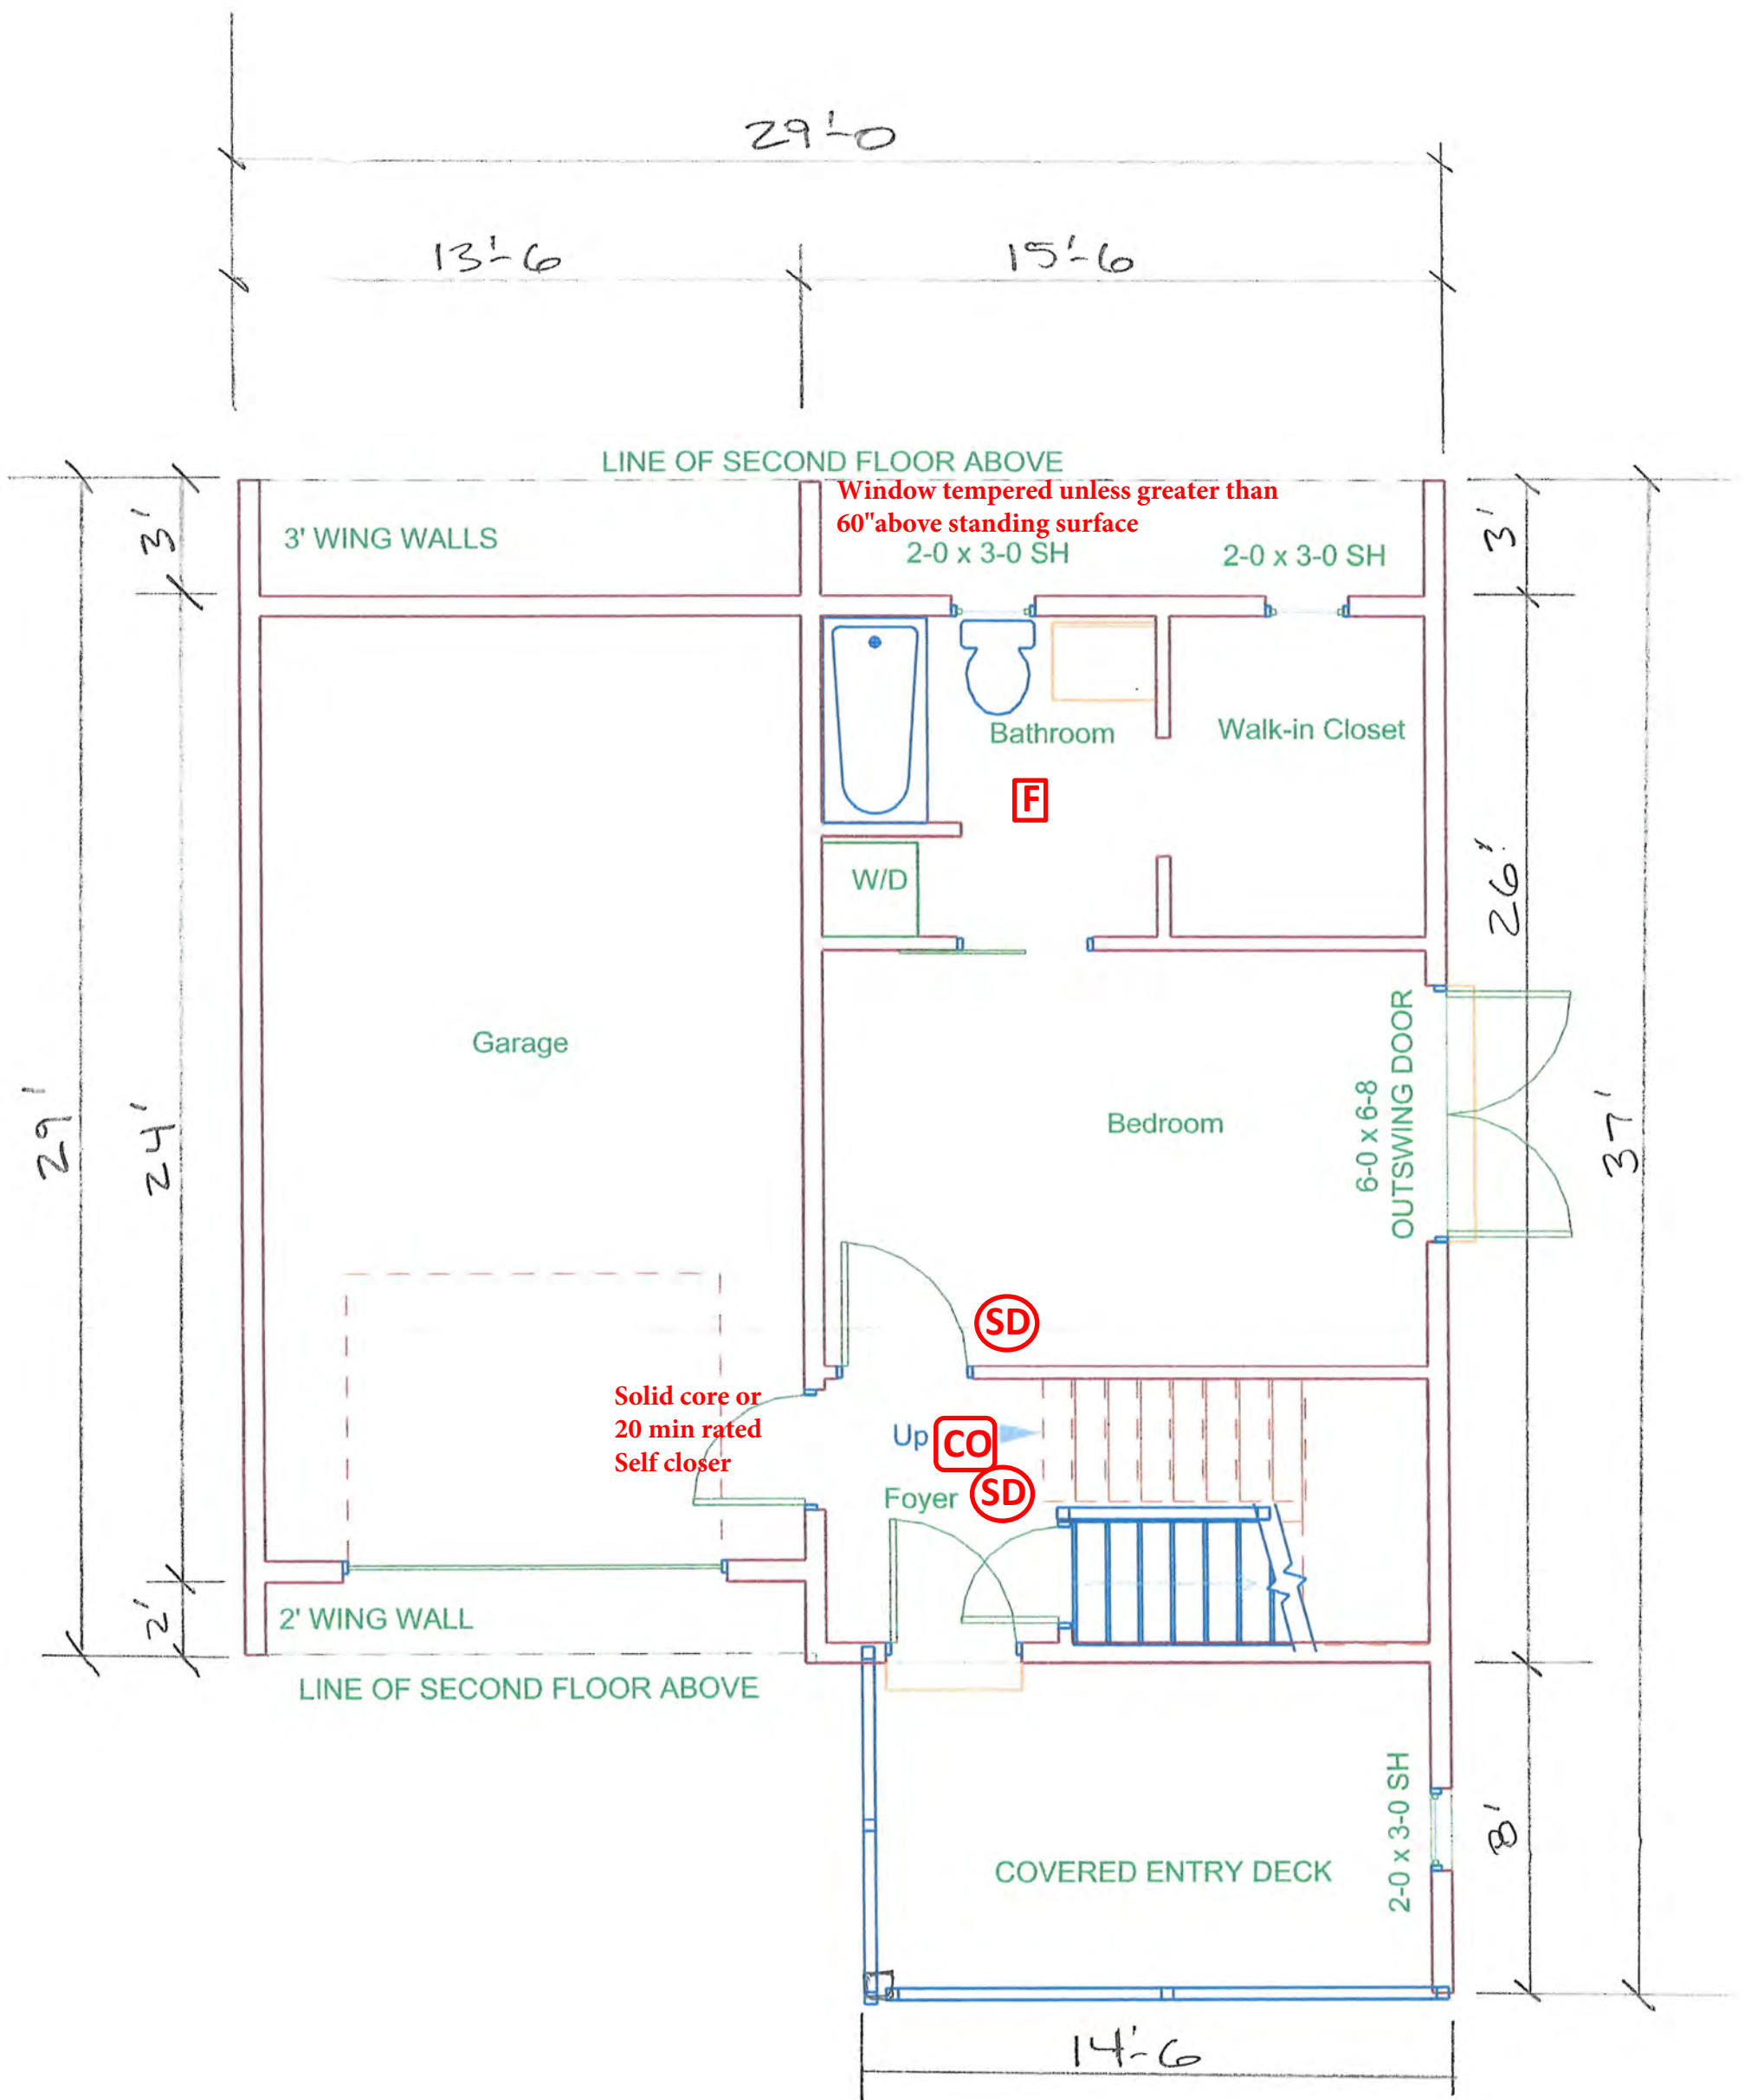 29'-0
13'-6
15'-6
LINE OF SECOND FLOOR ABOVE
Window tempered unless greater than
60"above standing surface
3'
3' WING WALLS
2-0 x 3-0 SH
2-0 x 3-0 SH
3'
Bathroom
Walk-in Closet
F
W/D
26'
Garage
Bedroom
6-0 x 6-8
OUTSWING DOOR
29'
24'
37'
SD
Solid core or
20 min rated
Self closer
Up
CO
Foyer
SD
2'
2' WING WALL
LINE OF SECOND FLOOR ABOVE
2-0 x 3-0 SH
8'
COVERED ENTRY DECK
14'-6